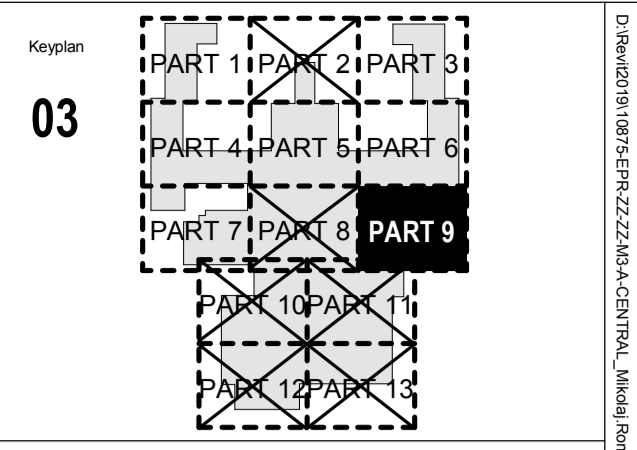 Keyplan
03
PART 1 PART 2 PART 3
PART 4 PART 5 PART 6
PART 7 PART 8 PART 9
PART 10 PART 11
PART 12 PART 13
D:\Revit2019\10875-EPR-ZZ-ZZ-M3-A-CENTRAL_Mikolaj.Ron